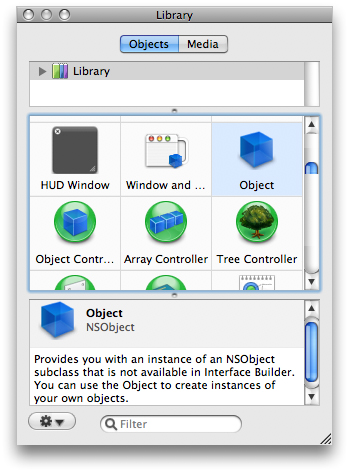 Library
Objects Media
Library
HUD Window Window and ... Object
Object Contr... Array Controller Tree Controller
Object
NSObject
Provides you with an instance of an NSObject
subclass that is not available in Interface Builder.
You can use the Object to create instances of
your own objects.
Filter